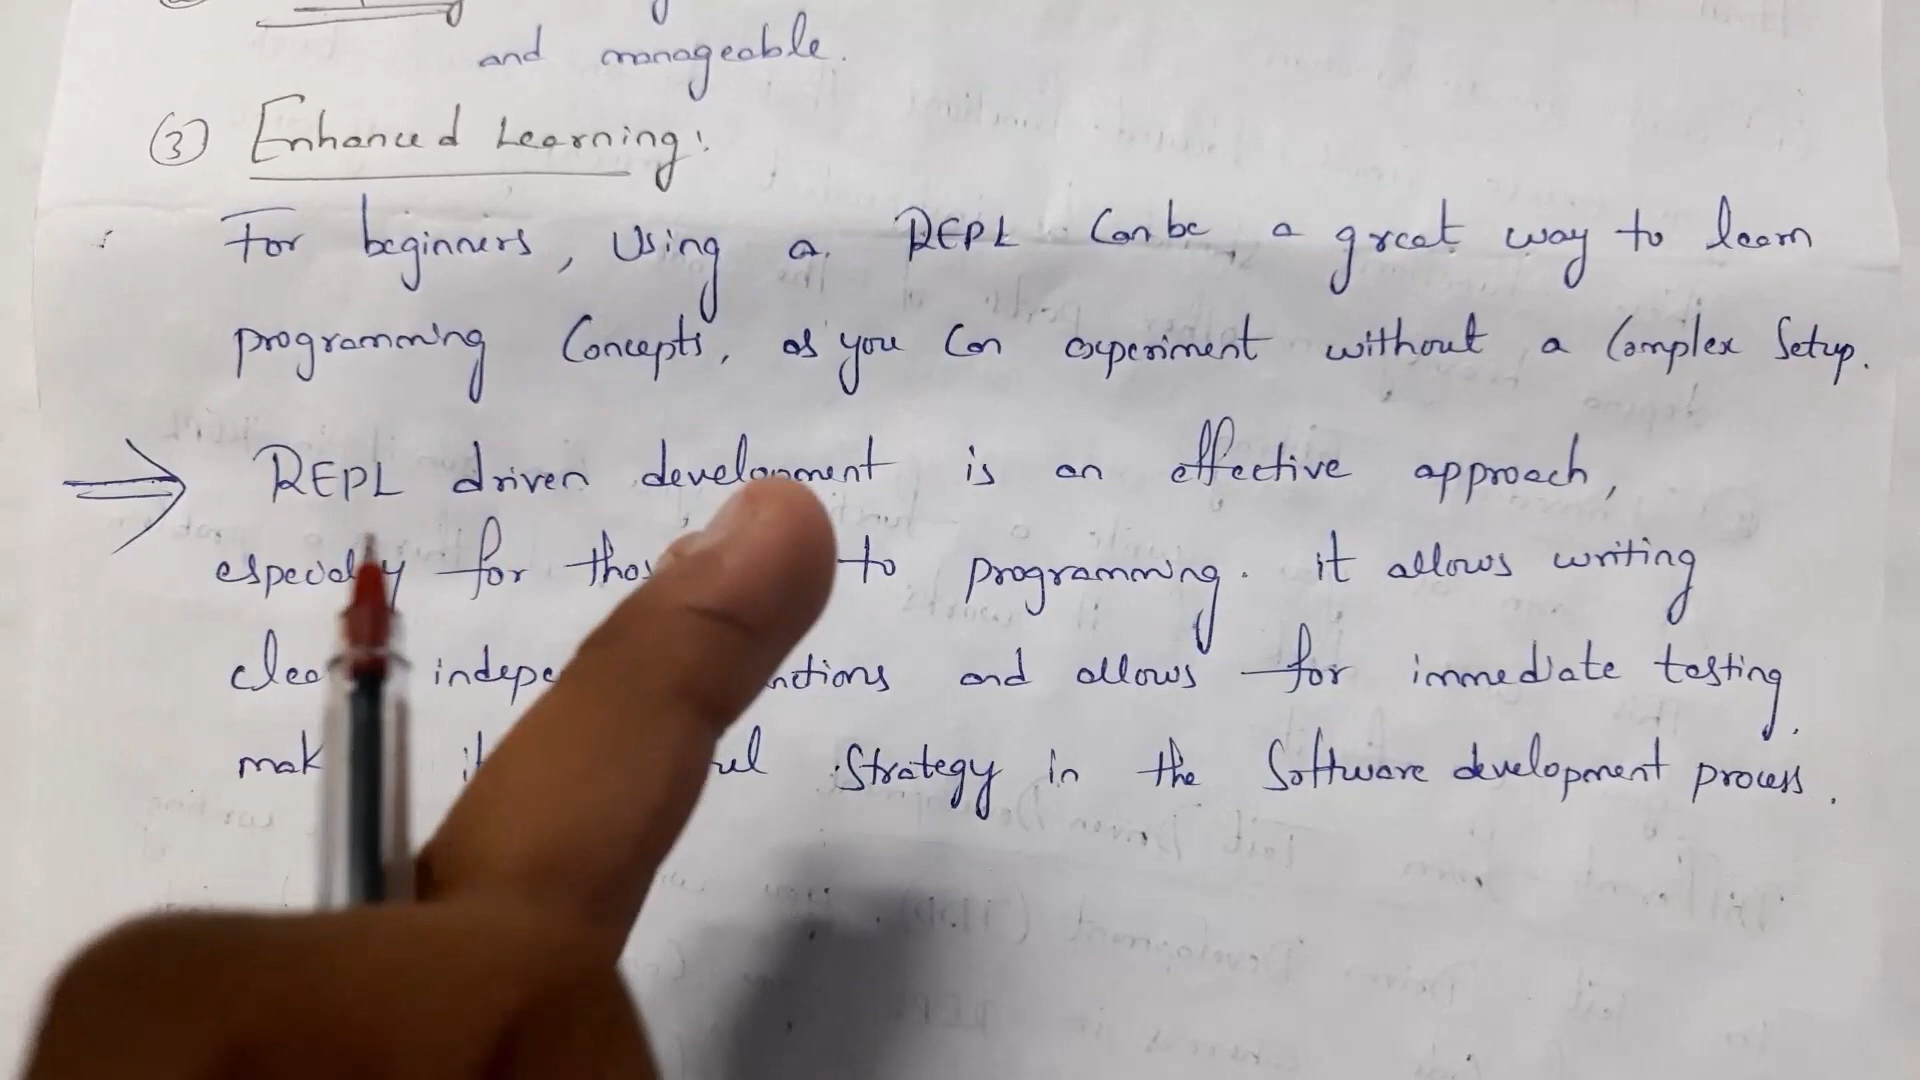 and manageable.
③ Enhanced Learning:
For beginners, Using a REPL Can be a great way to learn
programming Concepts, as you Can experiment without a Complex Setup.
⇒ REPL driven development is an effective approach,
especially for to programming. it allows writing
and allows for immediate testing,
Strategy in the Software development process.